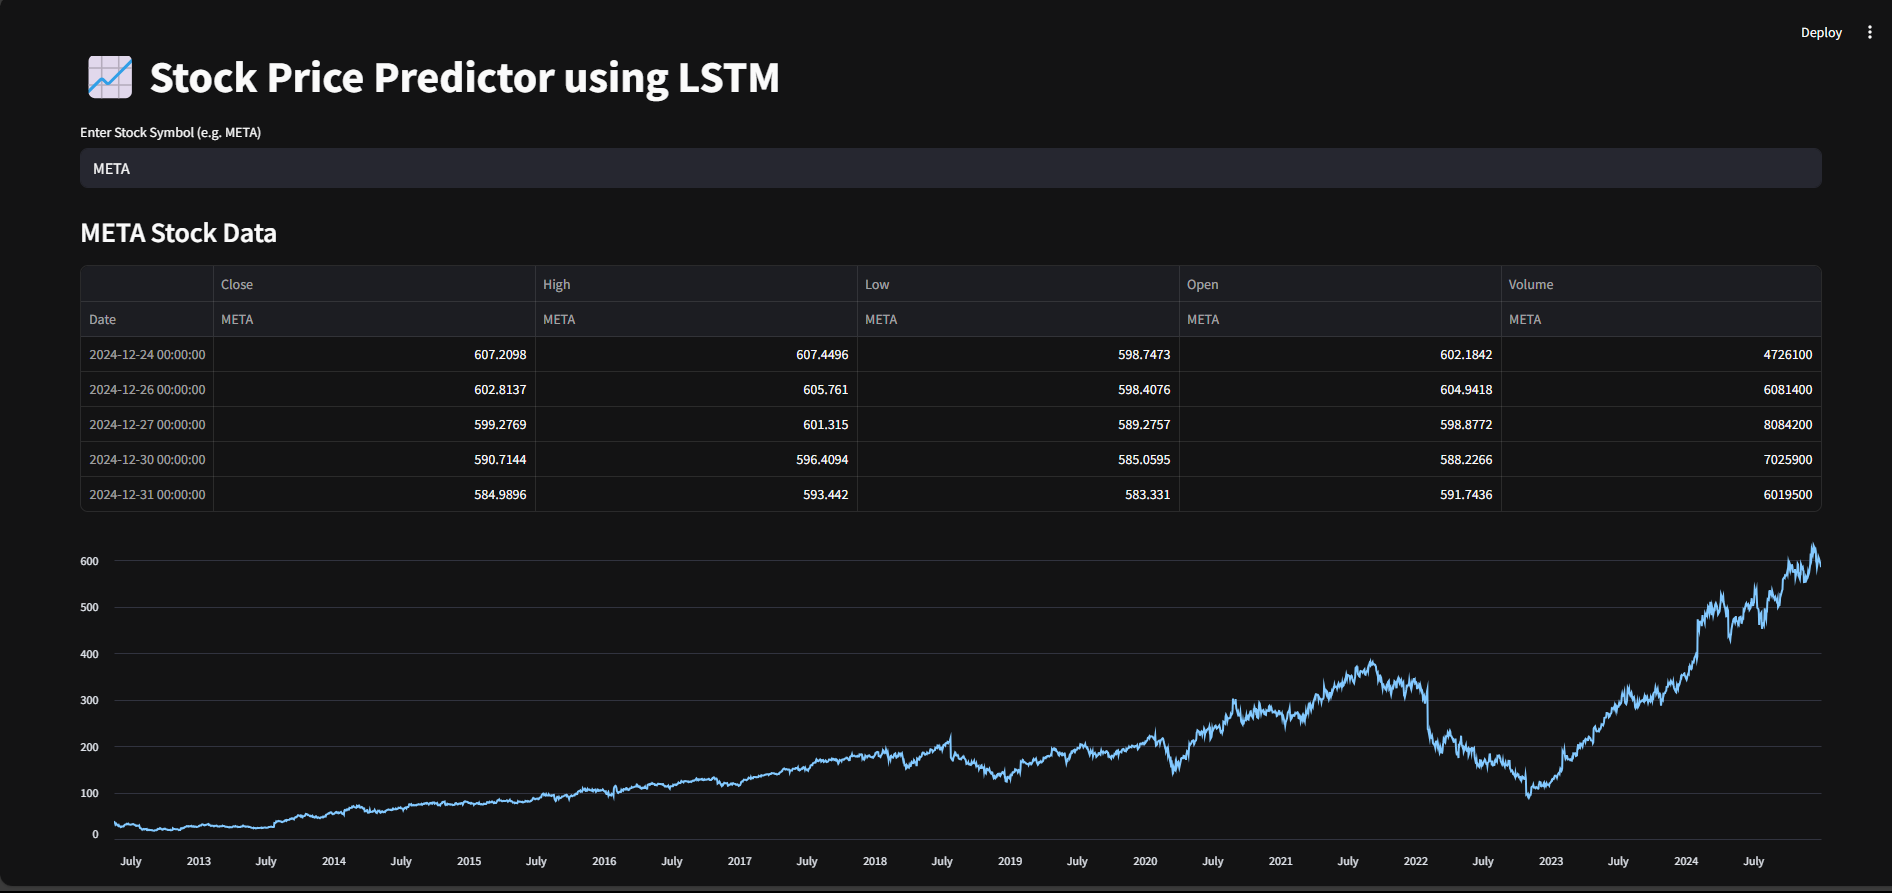 Deploy
Stock Price Predictor using LSTM
Enter Stock Symbol (e.g. META)
META
META Stock Data
Close High Low Open Volume
Date META META META META META
2024-12-24 00:00:00 607.2098 607.4496 598.7473 602.1842 4726100
2024-12-26 00:00:00 602.8137 605.761 598.4076 604.9418 6081400
2024-12-27 00:00:00 599.2769 601.315 589.2757 598.8772 8084200
2024-12-30 00:00:00 590.7144 596.4094 585.0595 588.2266 7025900
2024-12-31 00:00:00 584.9896 593.442 583.331 591.7436 6019500
600
500
400
300
200
100
0
July 2013 July 2014 July 2015 July 2016 July 2017 July 2018 July 2019 July 2020 July 2021 July 2022 July 2023 July 2024 July